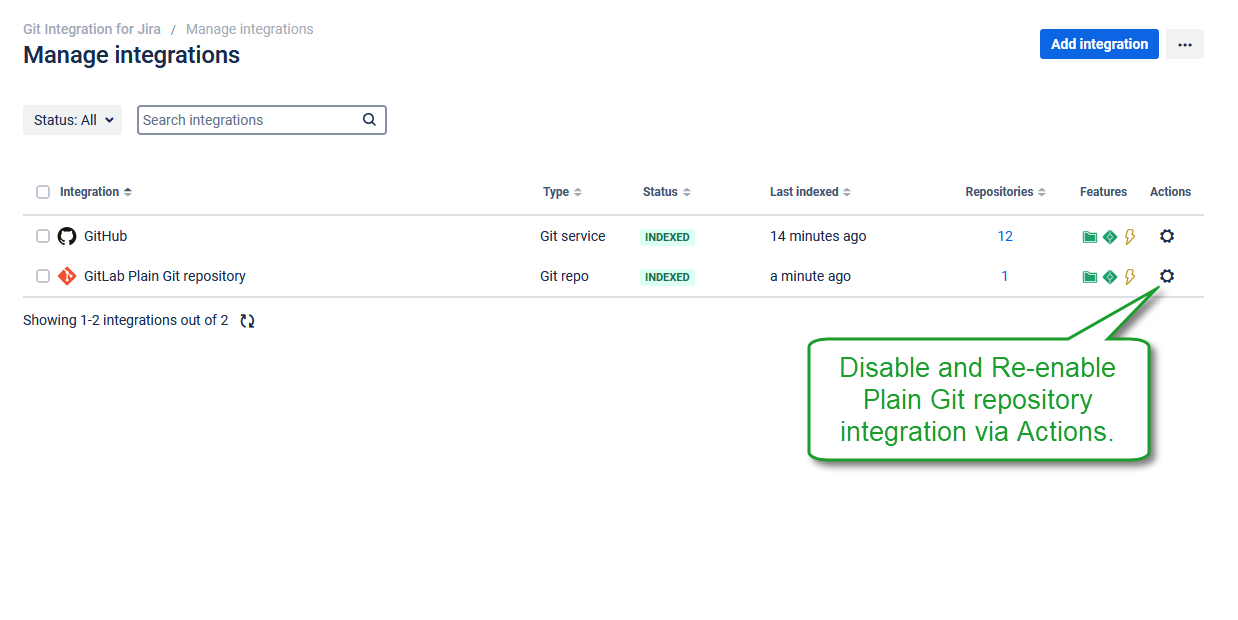 Git Integration for Jira / Manage integrations
Manage integrations
Add integration
Status: All
Search integrations
Integration Type Status Last indexed Repositories Features Actions
GitHub Git service INDEXED 14 minutes ago 12
GitLab Plain Git repository Git repo INDEXED a minute ago 1
Showing 1-2 integrations out of 2
Disable and Re-enable
Plain Git repository
integration via Actions.